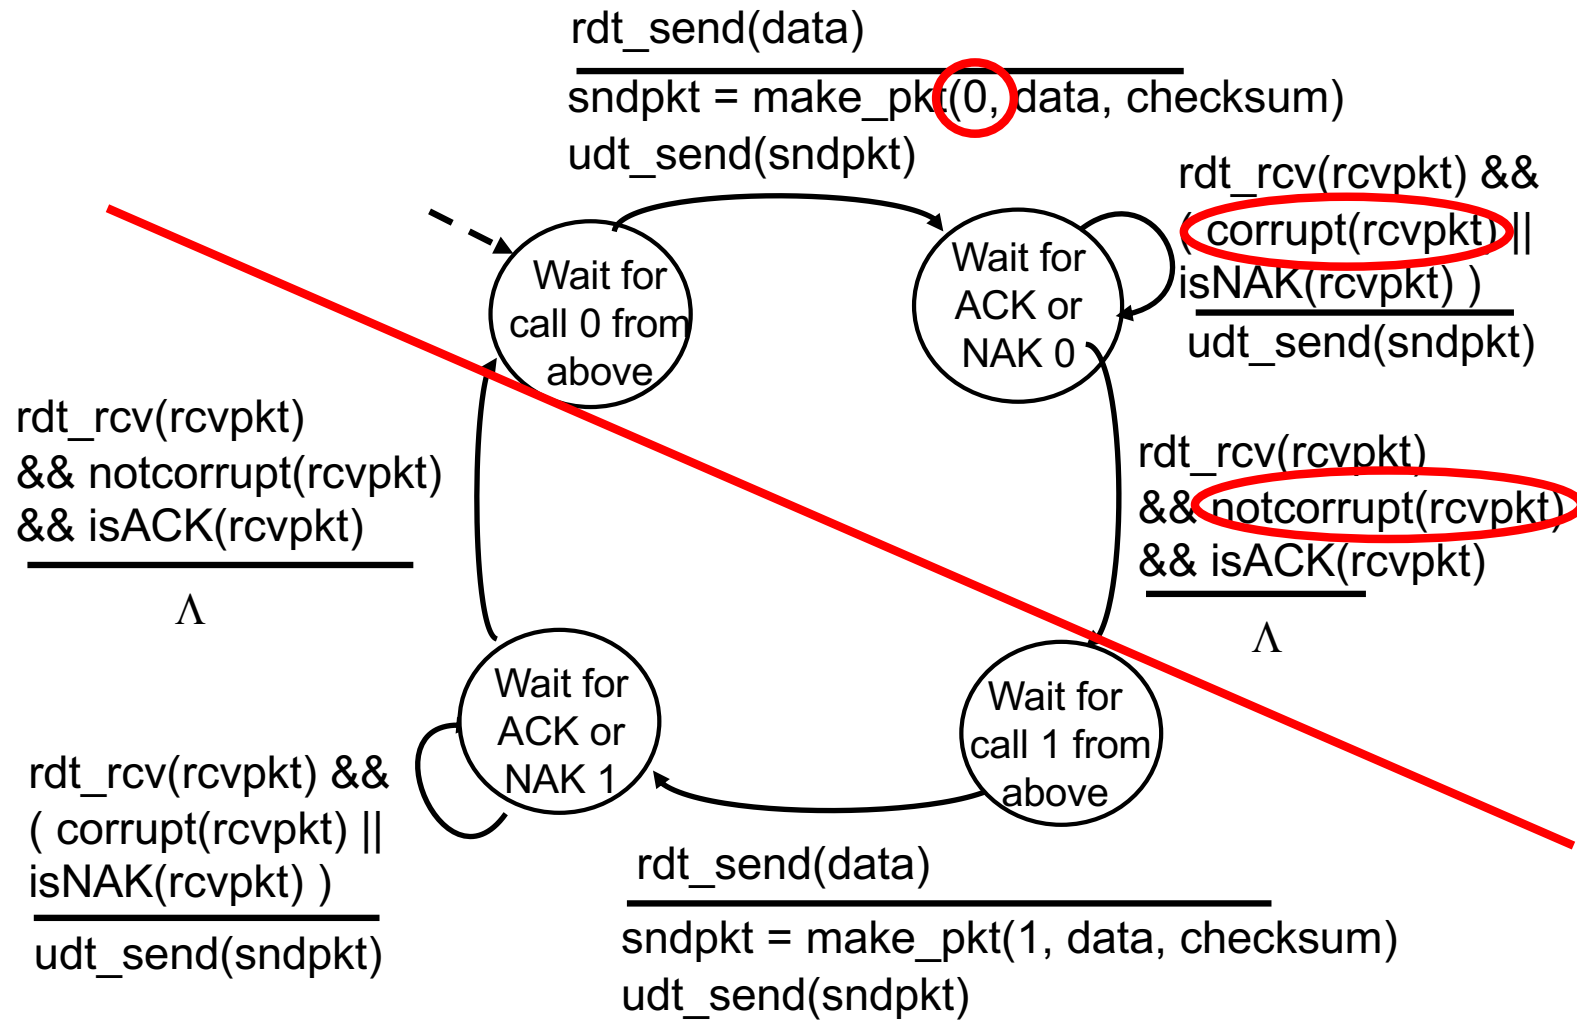 rdt_send(data)
sndpkt = make_pkt(0, data, checksum)
udt_send(sndpkt)
rdt_rcv(rcvpkt) &&
( corrupt(rcvpkt) ||
isNAK(rcvpkt) )
udt_send(sndpkt)
Wait for
call 0 from
above
Wait for
ACK or
NAK 0
rdt_rcv(rcvpkt)
&& notcorrupt(rcvpkt)
&& isACK(rcvpkt)
Λ
rdt_rcv(rcvpkt)
&& notcorrupt(rcvpkt)
&& isACK(rcvpkt)
Λ
Wait for
ACK or
NAK 1
Wait for
call 1 from
above
rdt_rcv(rcvpkt) &&
( corrupt(rcvpkt) ||
isNAK(rcvpkt) )
udt_send(sndpkt)
rdt_send(data)
sndpkt = make_pkt(1, data, checksum)
udt_send(sndpkt)